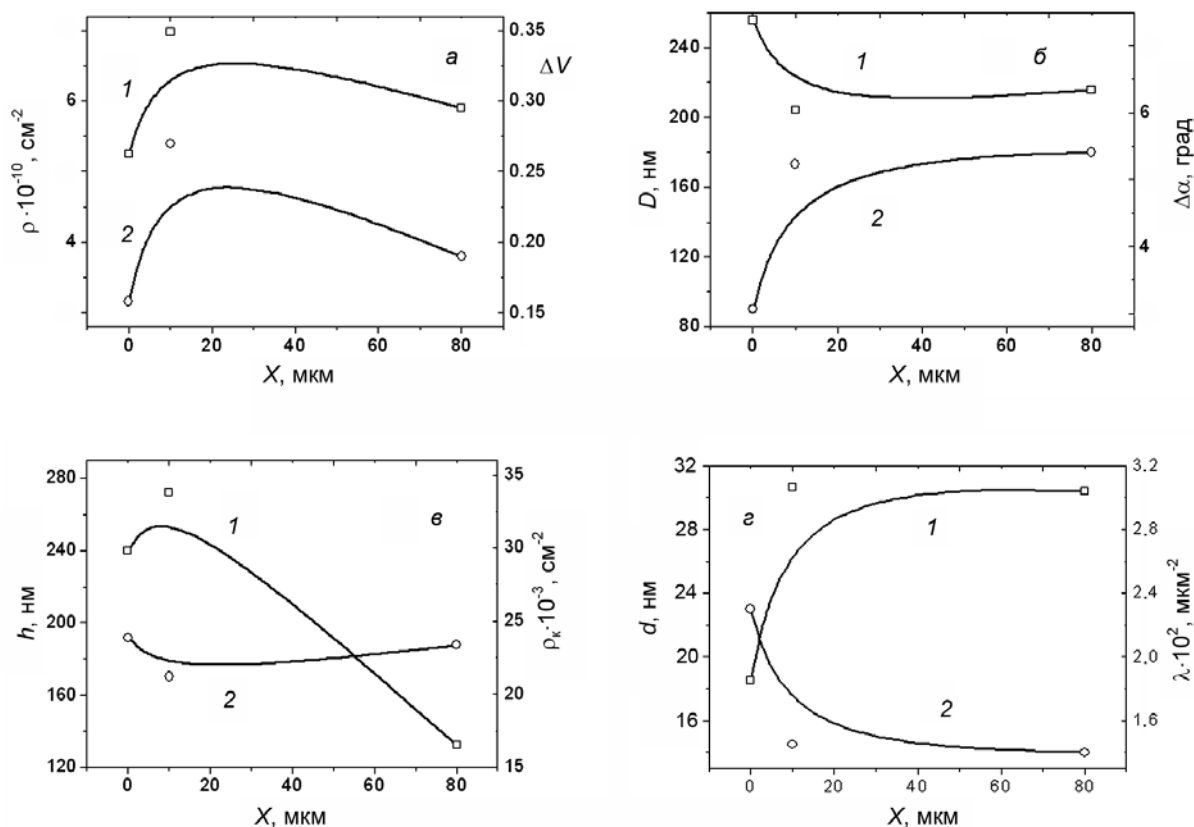 а
ΔV
1
2
6
4
0.35
0.30
0.25
0.20
0.15
ρ·10⁻¹⁰, см⁻²
0 20 40 60 80
X, мкм
б
1
2
240
200
160
120
80
6
4
D, нм
Δα, град
0 20 40 60 80
X, мкм
в
1
2
280
240
200
160
120
35
30
25
20
15
h, нм
ρк·10⁻³, см⁻²
0 20 40 60 80
X, мкм
г
1
2
32
28
24
20
16
3.2
2.8
2.4
2.0
1.6
d, нм
λ·10², мкм⁻²
0 20 40 60 80
X, мкм